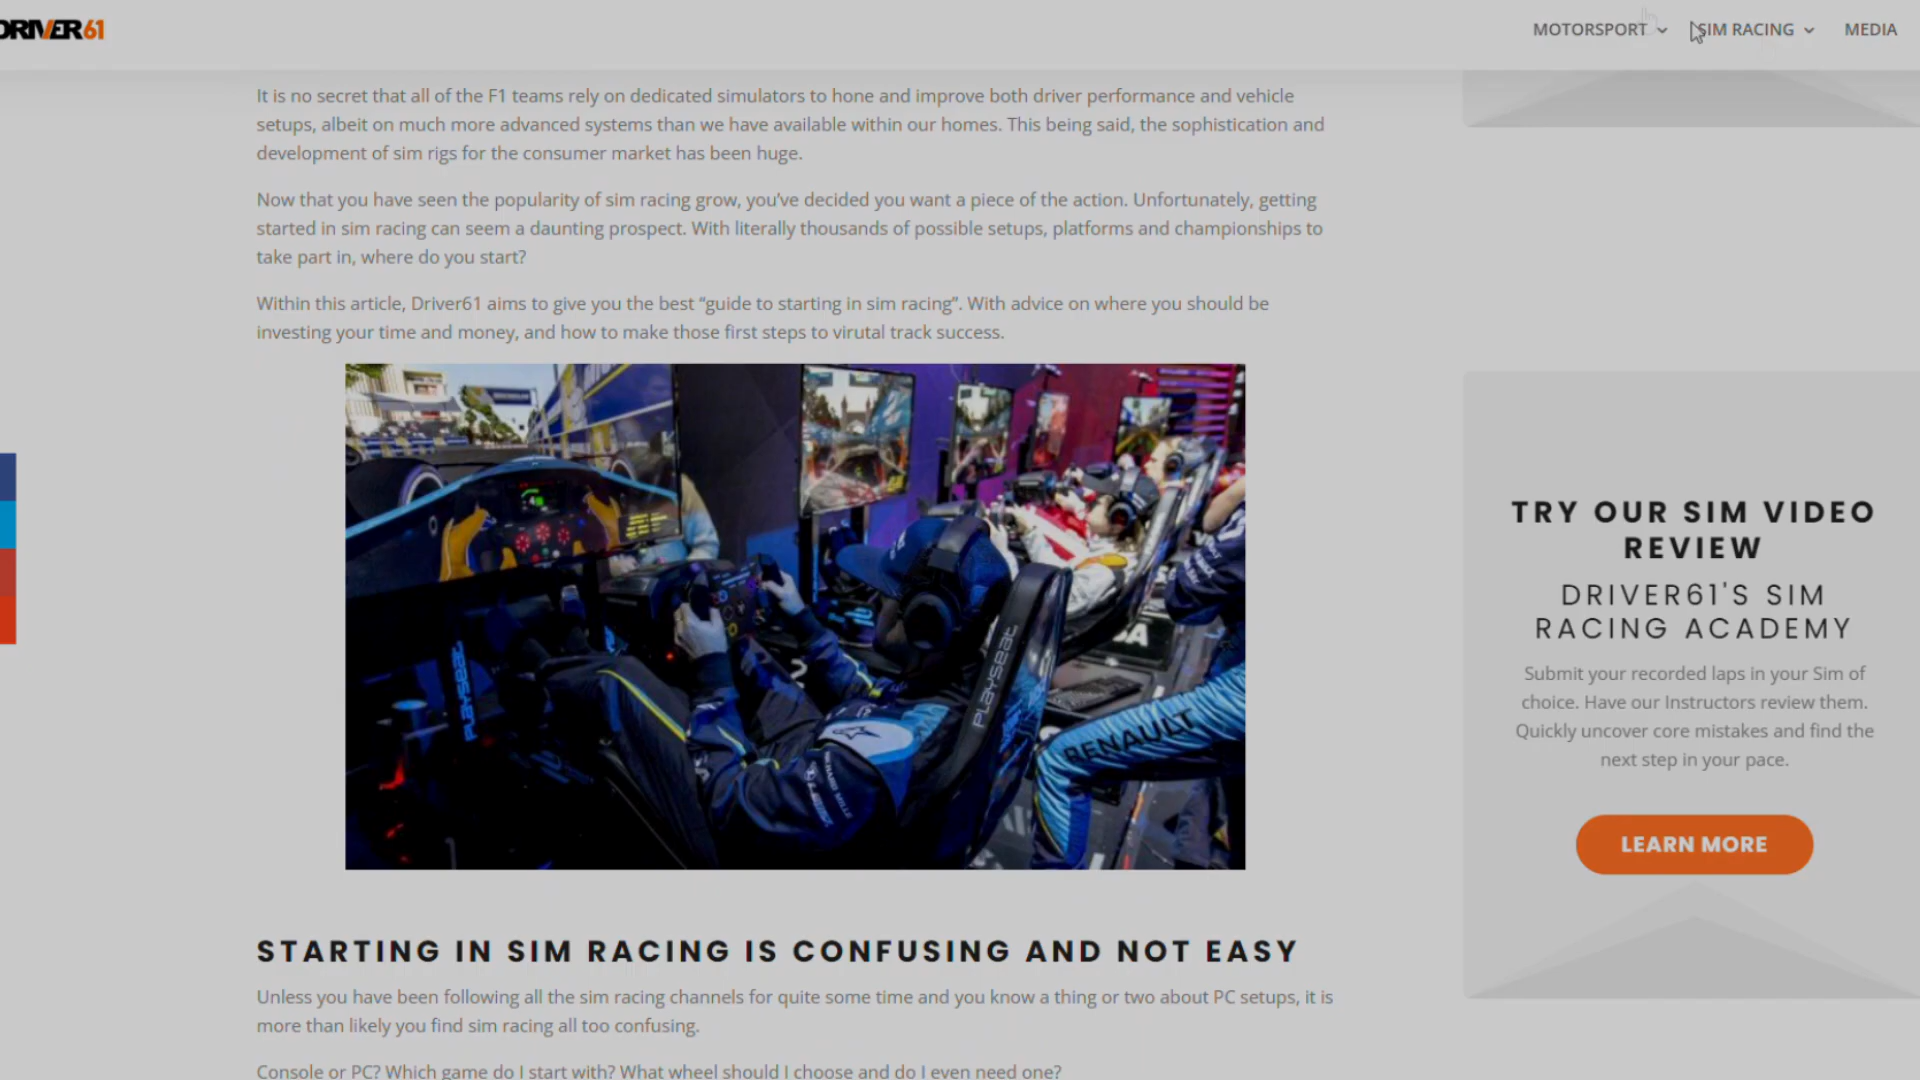 DRIVER61
MOTORSPORT
SIM RACING
MEDIA
It is no secret that all of the F1 teams rely on dedicated simulators to hone and improve both driver performance and vehicle
setups, albeit on much more advanced systems than we have available within our homes. This being said, the sophistication and
development of sim rigs for the consumer market has been huge.
Now that you have seen the popularity of sim racing grow, you’ve decided you want a piece of the action. Unfortunately, getting
started in sim racing can seem a daunting prospect. With literally thousands of possible setups, platforms and championships to
take part in, where do you start?
Within this article, Driver61 aims to give you the best “guide to starting in sim racing”. With advice on where you should be
investing your time and money, and how to make those first steps to virutal track success.
PLAYSEAT
PLAYSEAT
RENAULT
RICHARD MILLE
STARTING IN SIM RACING IS CONFUSING AND NOT EASY
Unless you have been following all the sim racing channels for quite some time and you know a thing or two about PC setups, it is
more than likely you find sim racing all too confusing.
Console or PC? Which game do I start with? What wheel should I choose and do I even need one?
TRY OUR SIM VIDEO
REVIEW
DRIVER61'S SIM
RACING ACADEMY
Submit your recorded laps in your Sim of
choice. Have our Instructors review them.
Quickly uncover core mistakes and find the
next step in your pace.
LEARN MORE